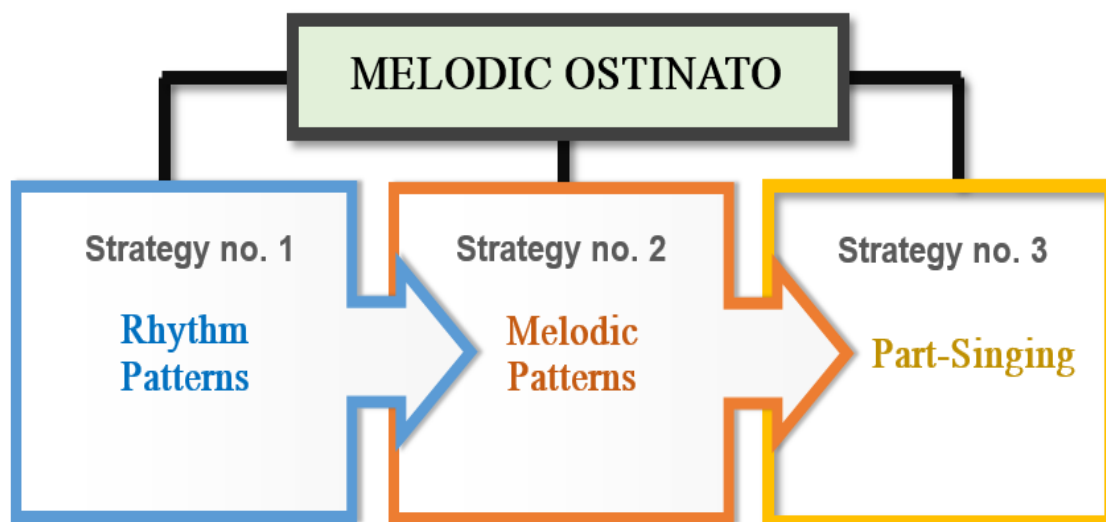 MELODIC OSTINATO
Strategy no. 1
Rhythm
Patterns
Strategy no. 2
Melodic
Patterns
Strategy no. 3
Part-Singing